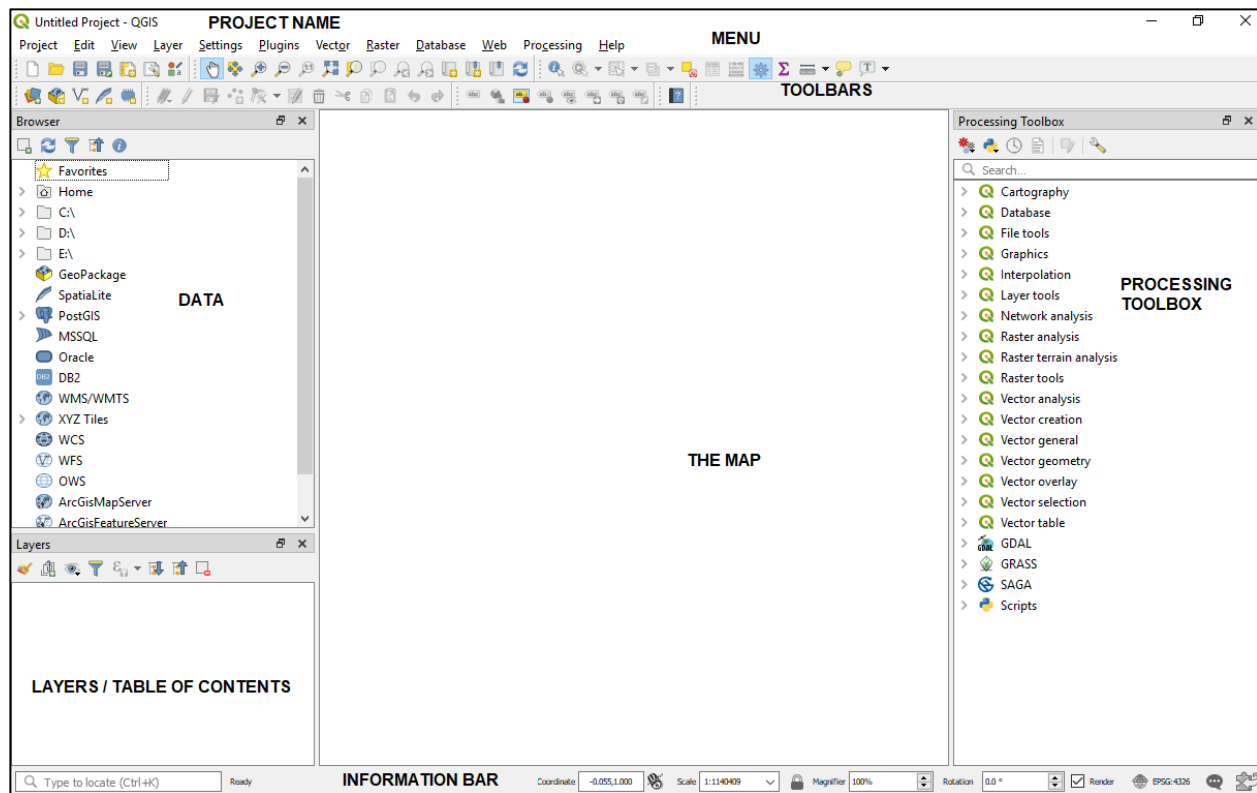 Untitled Project - QGIS PROJECT NAME
Project Edit View Layer Settings Plugins Vector Raster Database Web Processing Help MENU
TOOLBARS
Browser
Favorites
Home
C:\
D:\
E:\
GeoPackage
SpatiaLite
PostGIS
MSSQL
Oracle
DB2 DB2
WMS/WMTS
XYZ Tiles
WCS
WFS
OWS
ArcGisMapServer
ArcGisFeatureServer
DATA
Layers
LAYERS / TABLE OF CONTENTS
THE MAP
Processing Toolbox
Search...
Cartography
Database
File tools
Graphics
Interpolation
Layer tools
Network analysis
Raster analysis
Raster terrain analysis
Raster tools
Vector analysis
Vector creation
Vector general
Vector geometry
Vector overlay
Vector selection
Vector table
GDAL GDAL
GRASS
SAGA
Scripts
PROCESSING
TOOLBOX
Type to locate (Ctrl+K) Ready INFORMATION BAR Coordinate -0.055,1.000 Scale 1:1140409 Magnifier 100% Rotation 0.0 ° Render EPSG:4326